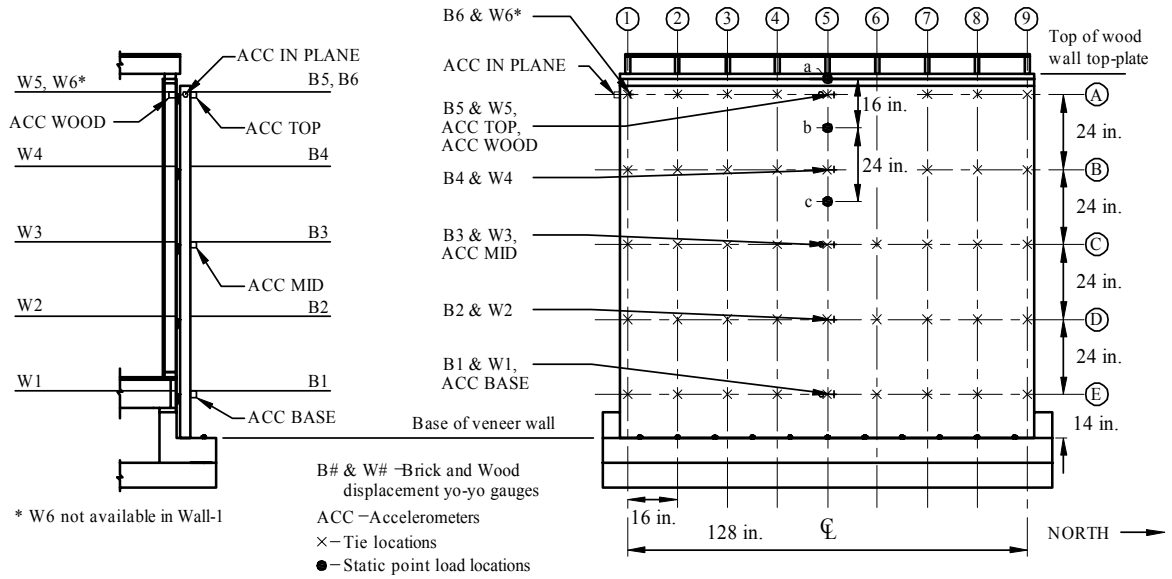 W5, W6*
B5, B6
ACC IN PLANE
ACC WOOD
ACC TOP
W4
B4
W3
B3
ACC MID
W2
B2
W1
B1
ACC BASE
* W6 not available in Wall-1
B6 & W6*
ACC IN PLANE
B5 & W5,
ACC TOP,
ACC WOOD
B4 & W4
B3 & W3,
ACC MID
B2 & W2
B1 & W1,
ACC BASE
Base of veneer wall
B# & W# –Brick and Wood
displacement yo-yo gauges
ACC –Accelerometers
×–Tie locations
●–Static point load locations
1 2 3 4 5 6 7 8 9
Top of wood
wall top-plate
a
16 in.
b
24 in.
c
A
24 in.
B
24 in.
C
24 in.
D
24 in.
E
14 in.
16 in.
128 in.
℄
NORTH